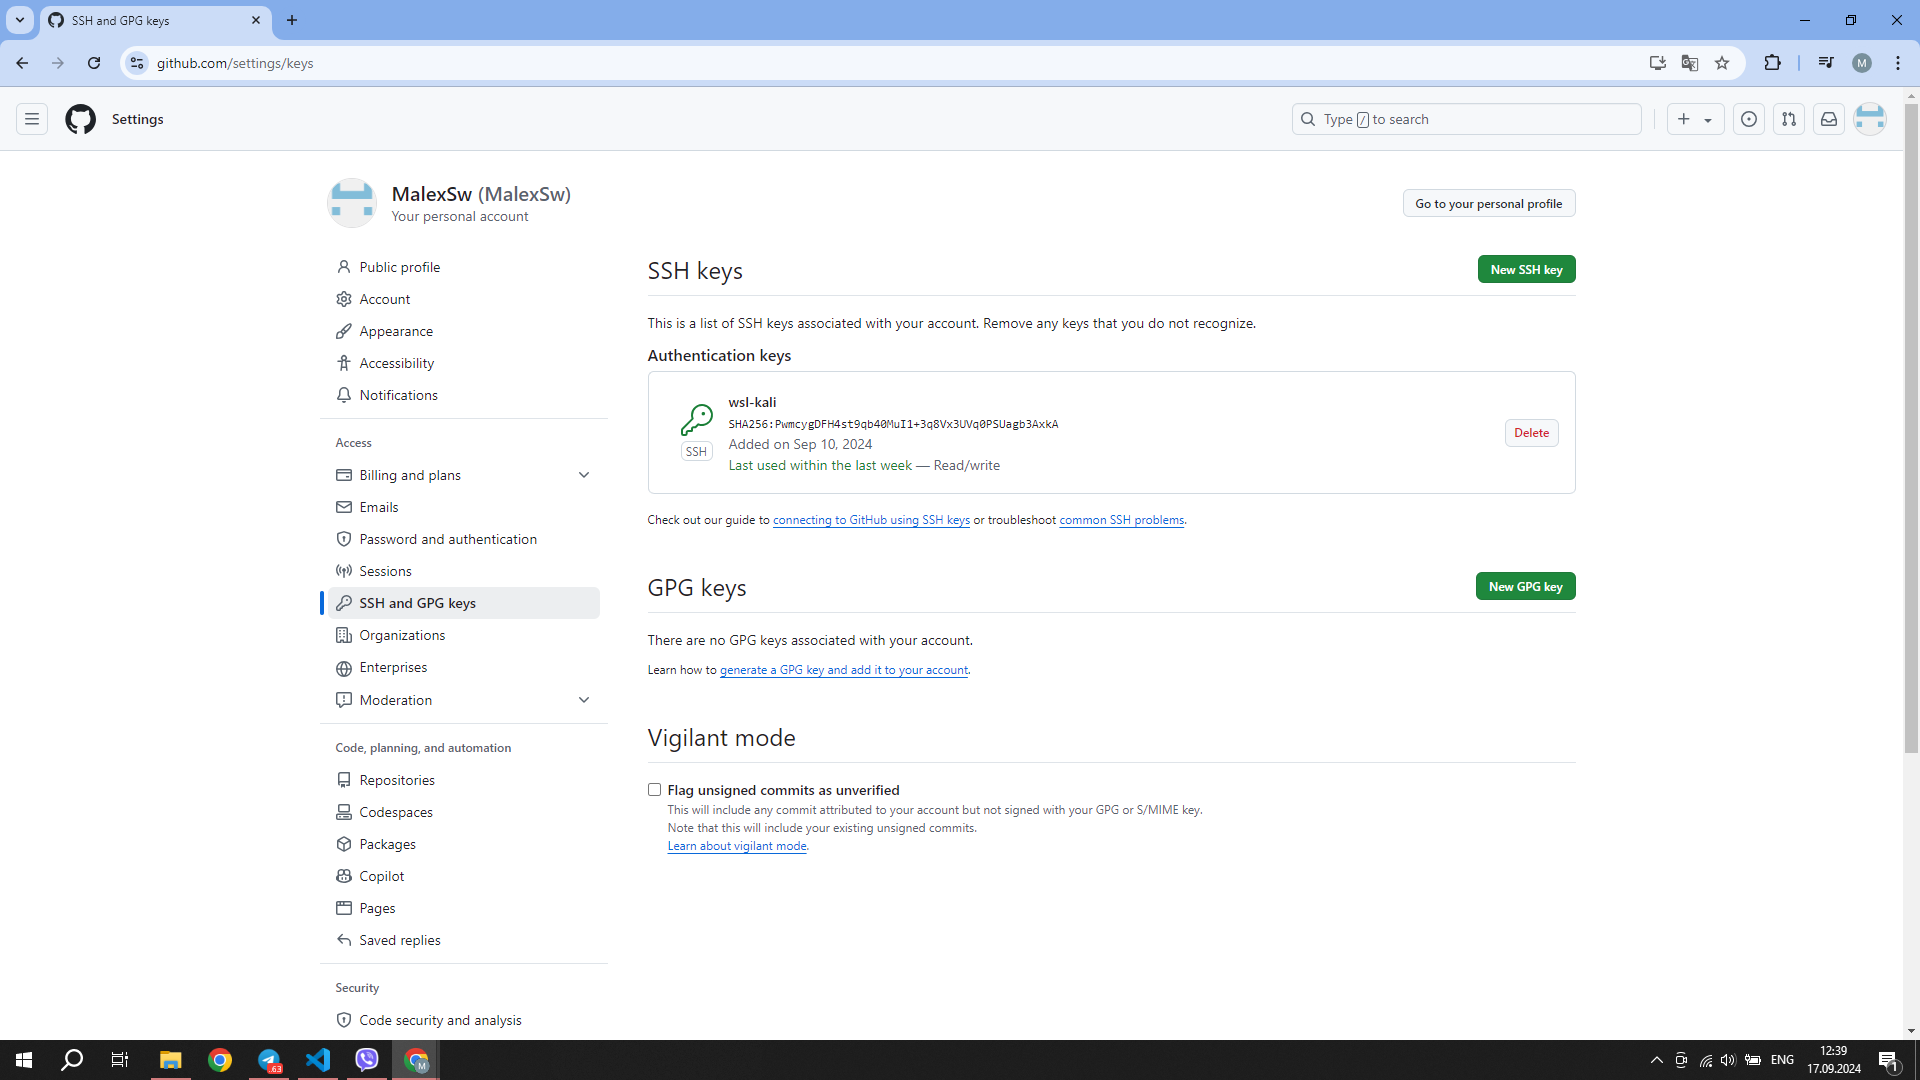 SSH and GPG keys
github.com/settings/keys
M
Settings
Type / to search
MalexSw (MalexSw)
Your personal account
Go to your personal profile
Public profile
Account
Appearance
Accessibility
Notifications
Access
Billing and plans
Emails
Password and authentication
Sessions
SSH and GPG keys
Organizations
Enterprises
Moderation
Code, planning, and automation
Repositories
Codespaces
Packages
Copilot
Pages
Saved replies
Security
Code security and analysis
SSH keys
New SSH key
This is a list of SSH keys associated with your account. Remove any keys that you do not recognize.
Authentication keys
wsl-kali
SHA256:PwmcygDFH4st9qb40MuI1+3q8Vx3UVq0PSUagb3AxkA
SSH
Added on Sep 10, 2024
Last used within the last week — Read/write
Delete
Check out our guide to connecting to GitHub using SSH keys or troubleshoot common SSH problems.
GPG keys
New GPG key
There are no GPG keys associated with your account.
Learn how to generate a GPG key and add it to your account.
Vigilant mode
Flag unsigned commits as unverified
This will include any commit attributed to your account but not signed with your GPG or S/MIME key.
Note that this will include your existing unsigned commits.
Learn about vigilant mode.
.63
M
ENG
12:39
17.09.2024
1